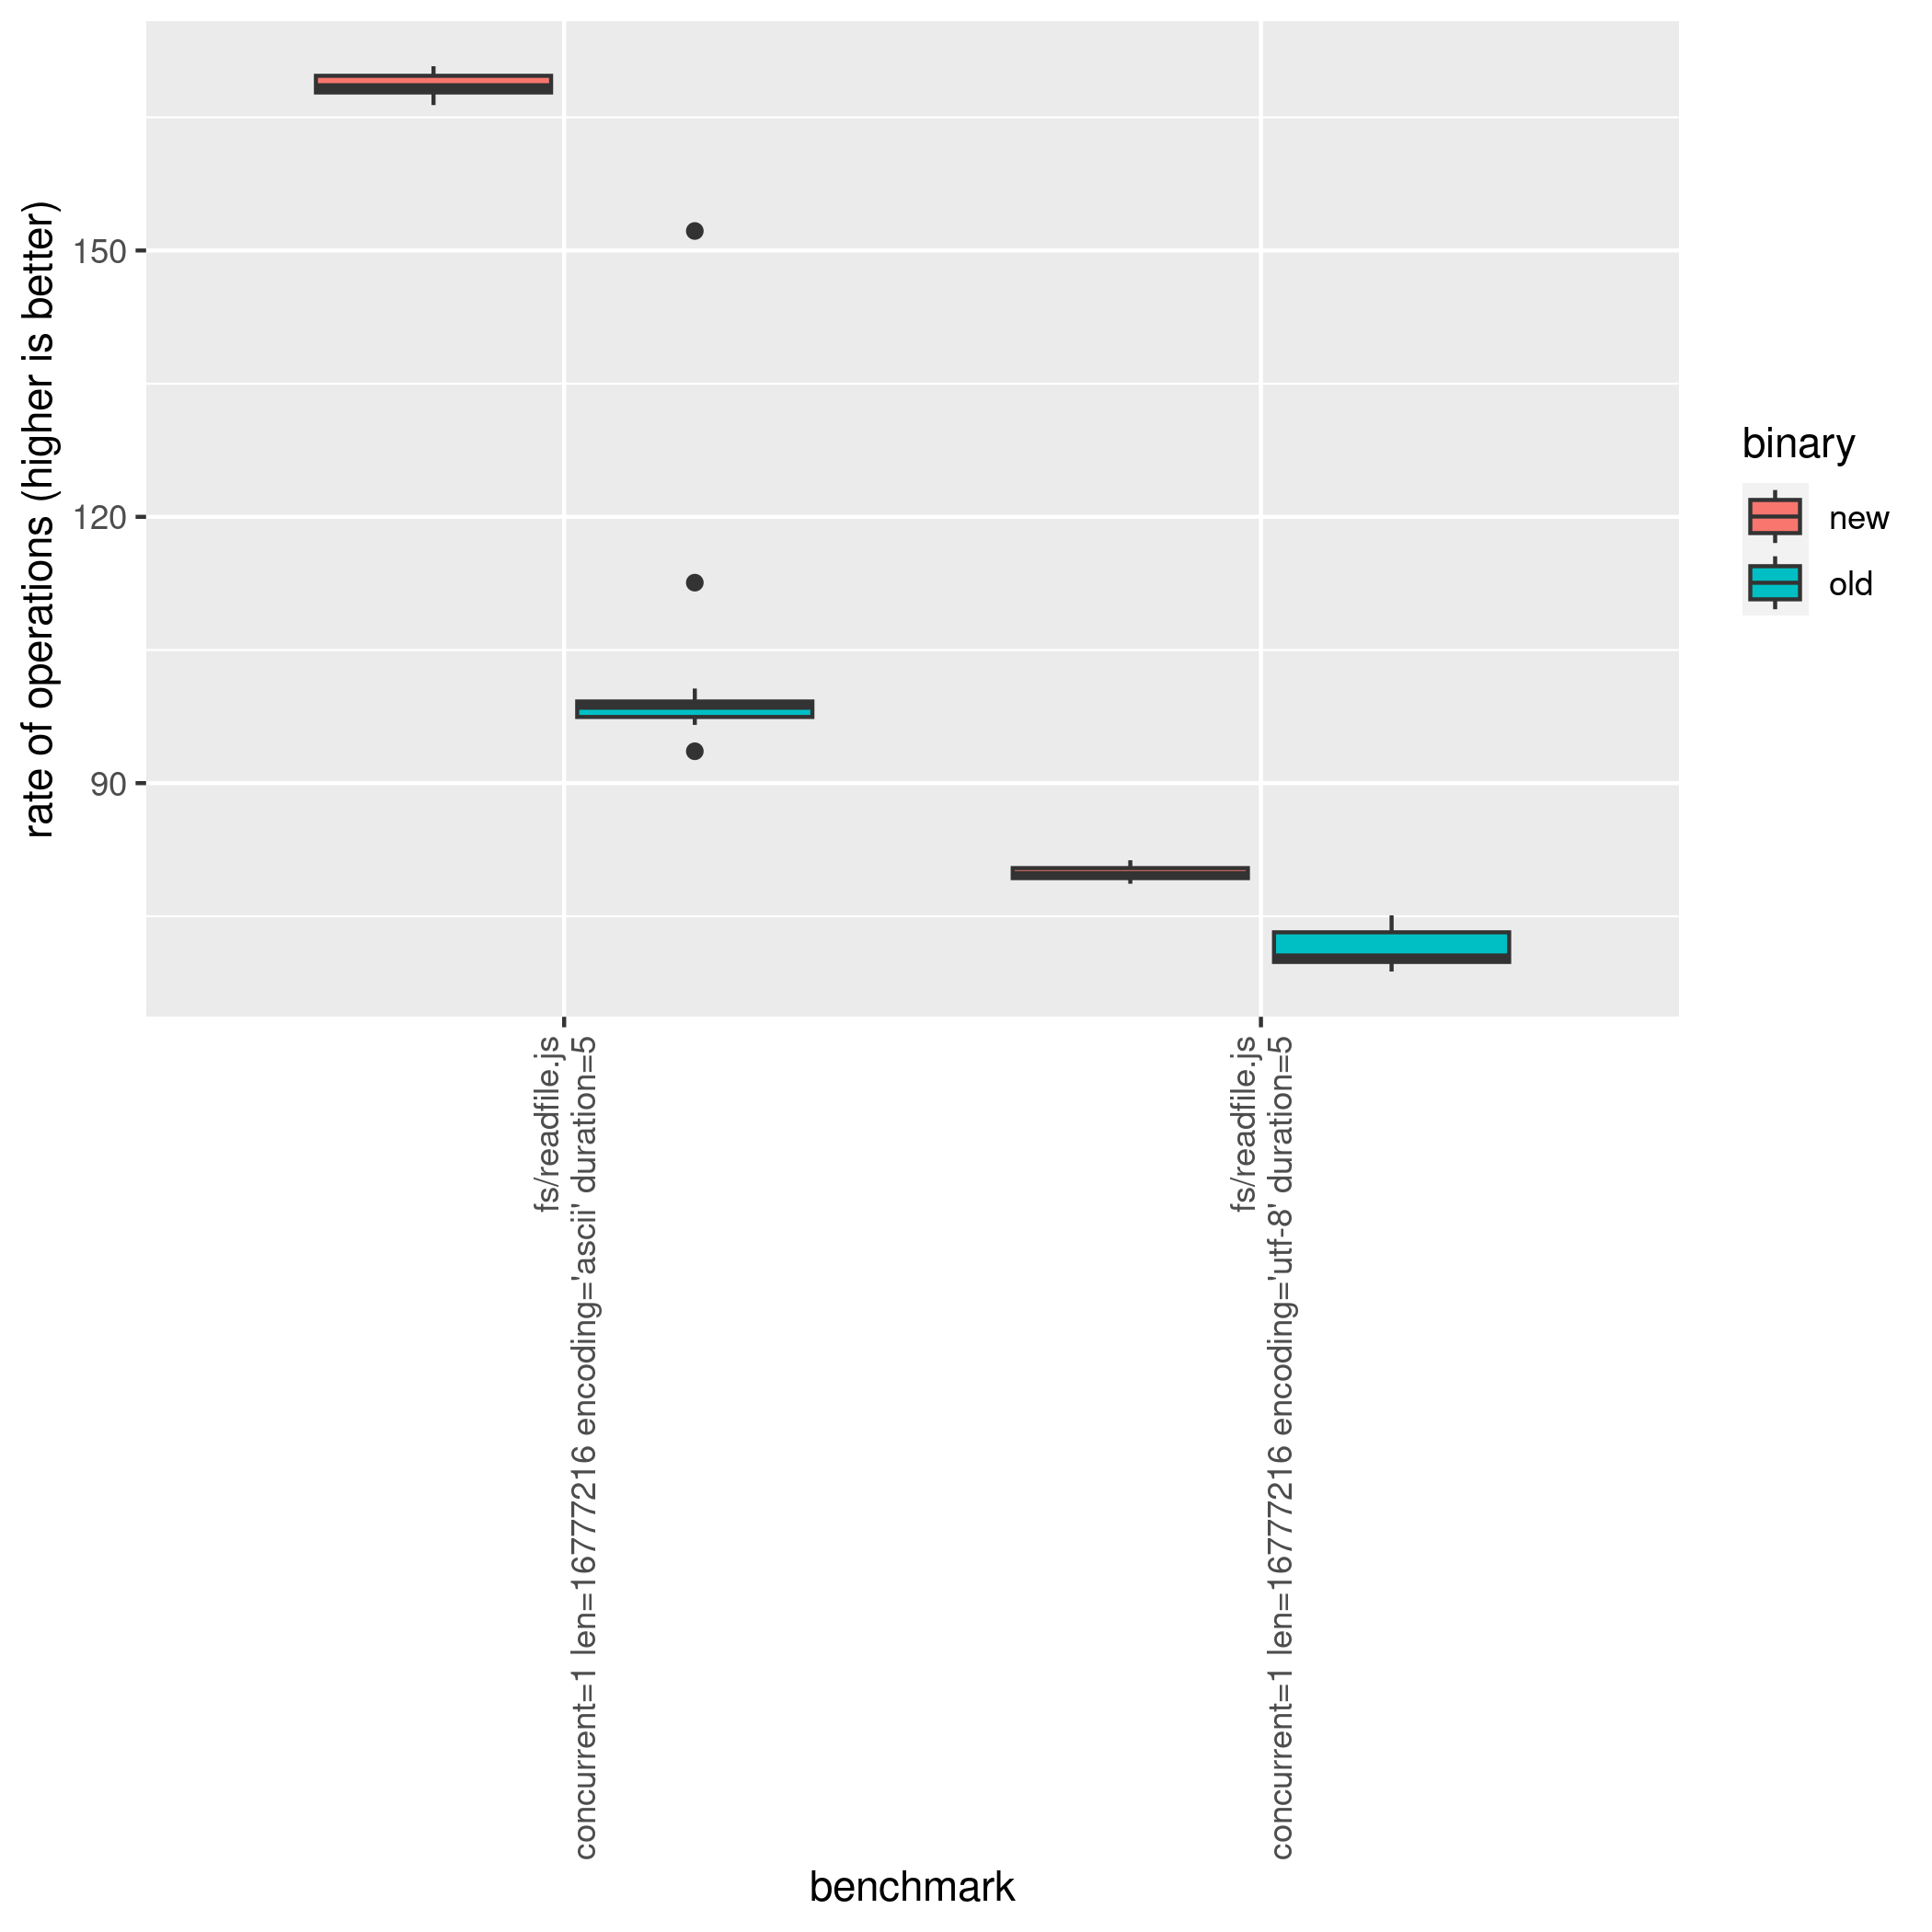 rate of operations (higher is better)
150
120
90
fs/readfile.js
concurrent=1 len=16777216 encoding='ascii' duration=5
fs/readfile.js
concurrent=1 len=16777216 encoding='utf-8' duration=5
benchmark
binary
new
old